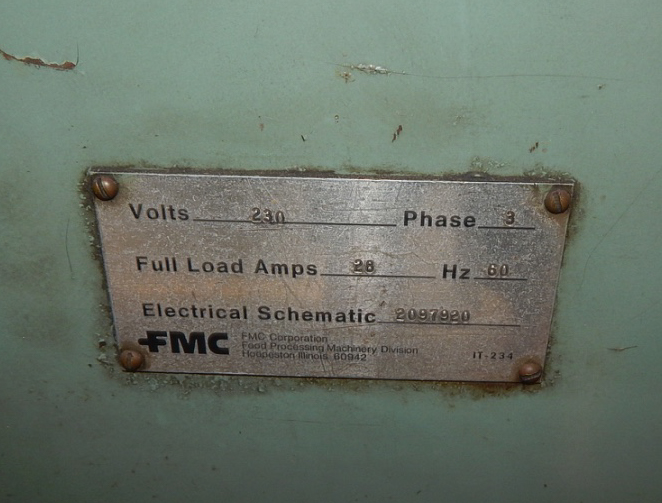 Volts 230 Phase 3
Full Load Amps 28 Hz 60
Electrical Schematic 2097920
FMC FMC Corporation
Food Processing Machinery Division
Hoopeston Illinois 60942
IT-234